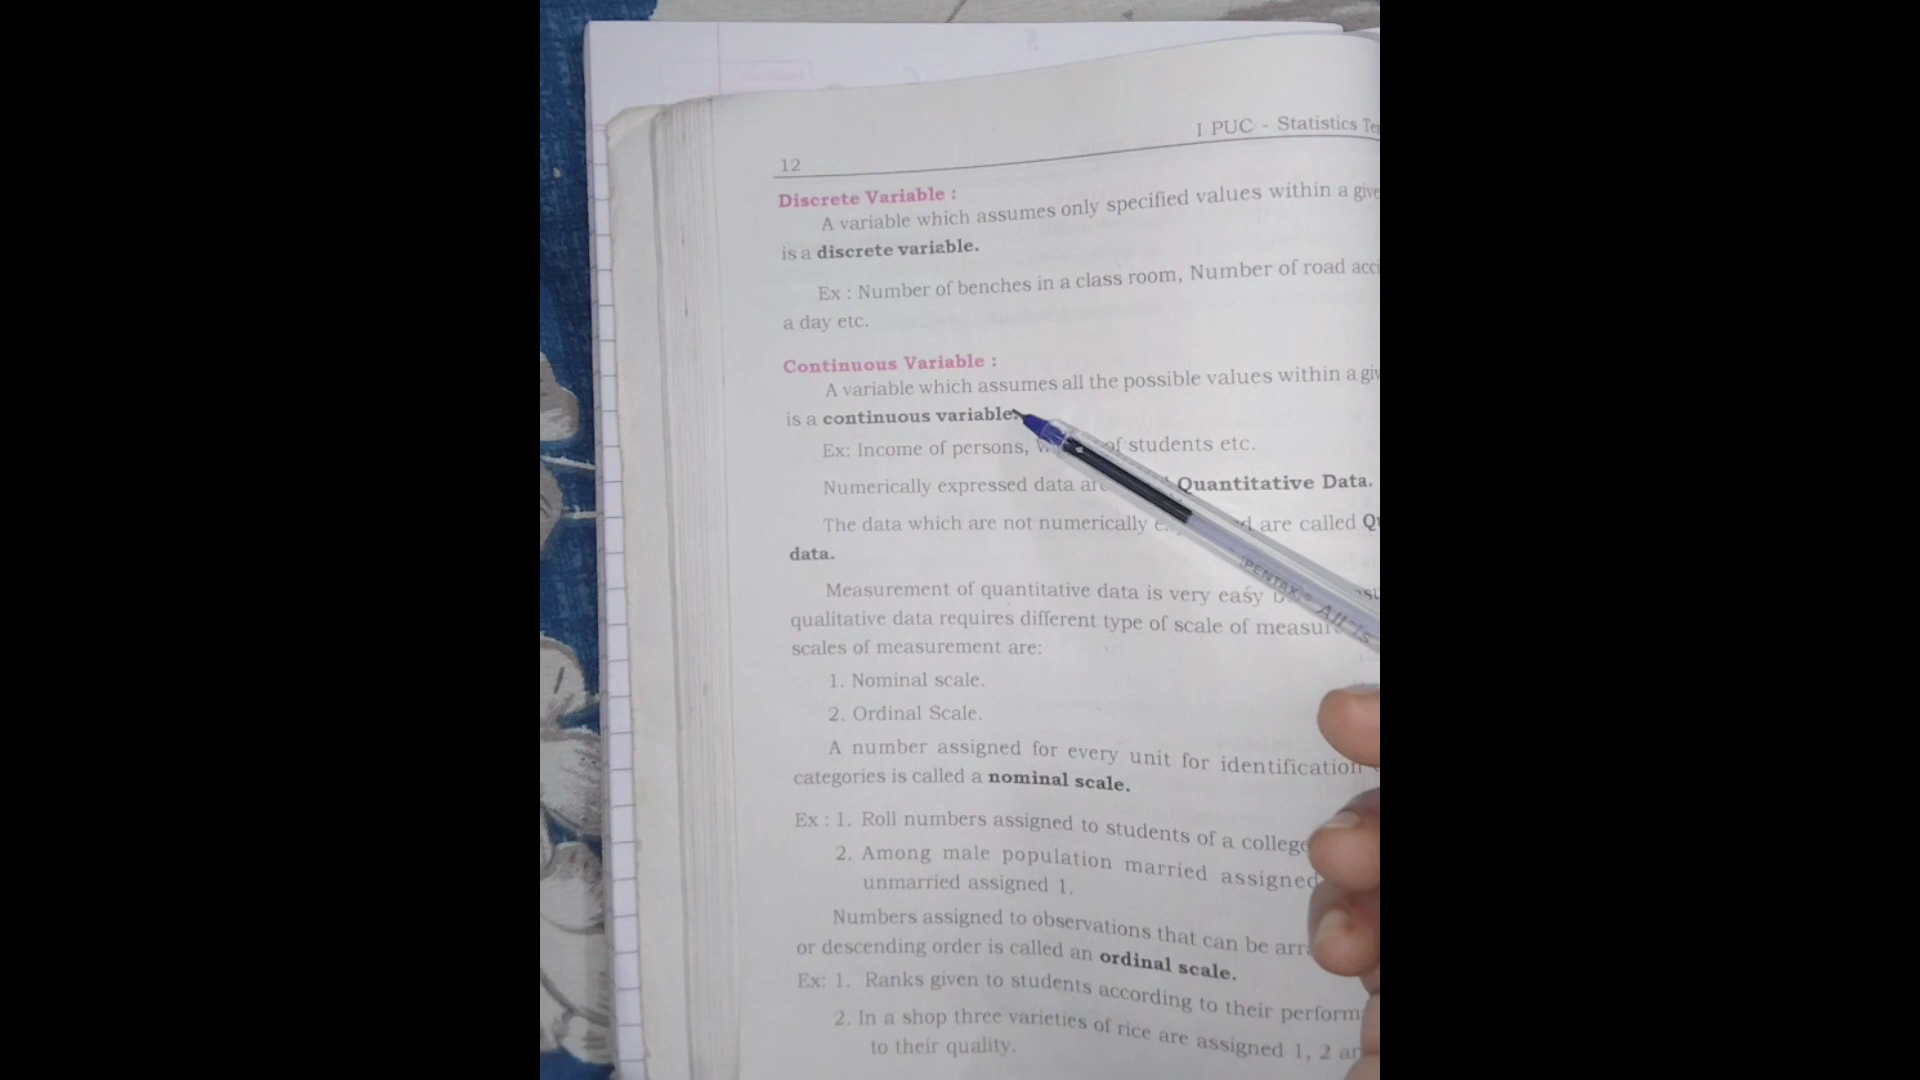 I PUC - Statistics
12
Discrete Variable :
A variable which assumes only specified values within a
is a discrete variable.
Ex : Number of benches in a class room, Number of road
a day etc.
Continuous Variable :
A variable which assumes all the possible values within a
is a continuous variable.
Ex: Income of persons, of students etc.
Numerically expressed data Quantitative Data.
The data which are not numerically are called
data.
Measurement of quantitative data is very easy
qualitative data requires different type of scale of
scales of measurement are:
1. Nominal scale.
2. Ordinal Scale.
A number assigned for every unit for identification
categories is called a nominal scale.
Ex : 1. Roll numbers assigned to students of a college
2. Among male population married assigned
unmarried assigned 1.
Numbers assigned to observations that can be
or descending order is called an ordinal scale.
Ex: 1. Ranks given to students according to their
2. In a shop three varieties of rice are assigned 1, 2
to their quality.
PENTAX